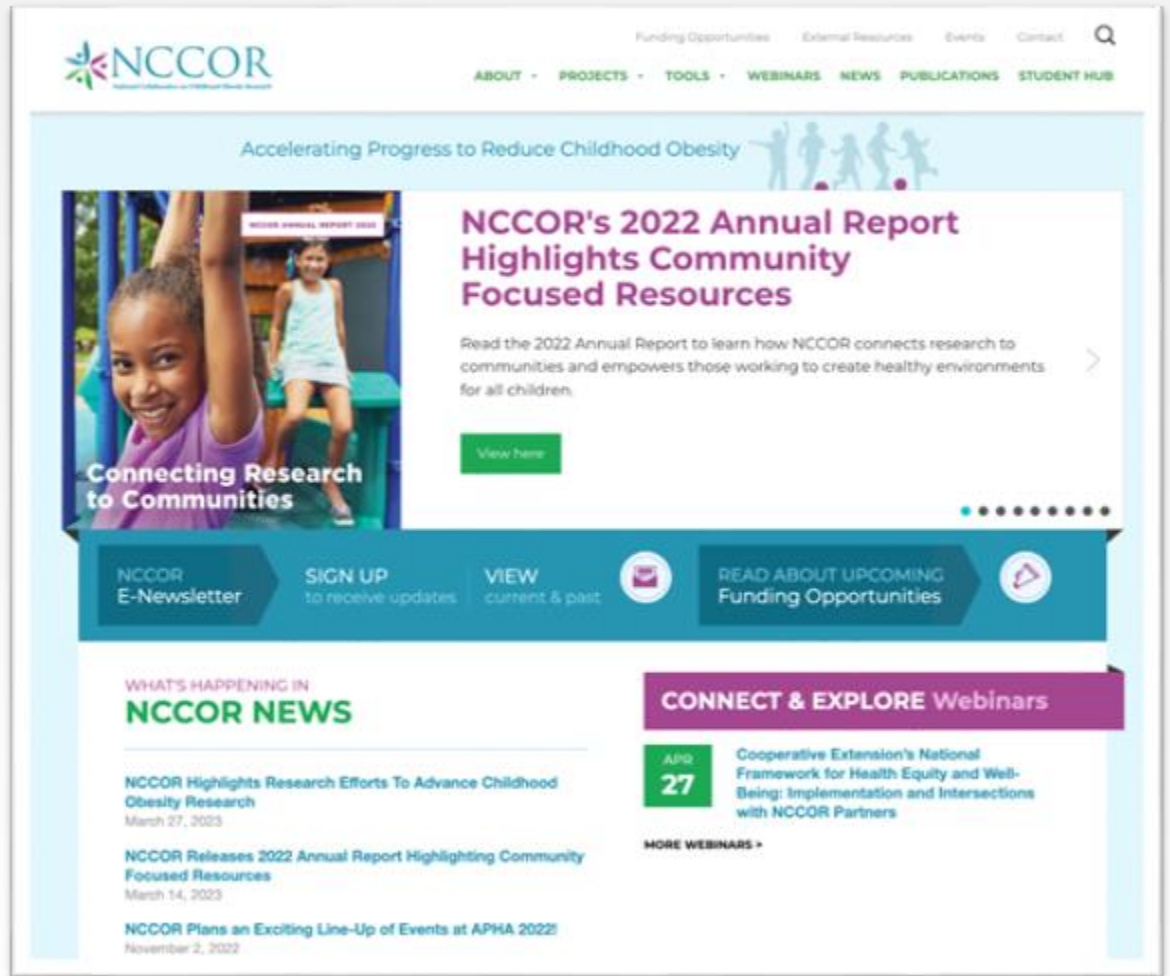 NCCOR
National Collaborative on Childhood Obesity Research
Funding Opportunities External Resources Events Contact
ABOUT PROJECTS TOOLS WEBINARS NEWS PUBLICATIONS STUDENT HUB
Accelerating Progress to Reduce Childhood Obesity
NCCOR ANNUAL REPORT 2022
Connecting Research
to Communities
NCCOR's 2022 Annual Report
Highlights Community
Focused Resources
Read the 2022 Annual Report to learn how NCCOR connects research to
communities and empowers those working to create healthy environments
for all children.
View here
NCCOR
E-Newsletter
SIGN UP
to receive updates
VIEW
current & past
READ ABOUT UPCOMING
Funding Opportunities
WHAT'S HAPPENING IN
NCCOR NEWS
NCCOR Highlights Research Efforts To Advance Childhood
Obesity Research
March 27, 2023
NCCOR Releases 2022 Annual Report Highlighting Community
Focused Resources
March 14, 2023
NCCOR Plans an Exciting Line-Up of Events at APHA 2022!
November 2, 2022
CONNECT & EXPLORE Webinars
APR
27
Cooperative Extension's National
Framework for Health Equity and Well-
Being: Implementation and Intersections
with NCCOR Partners
MORE WEBINARS >